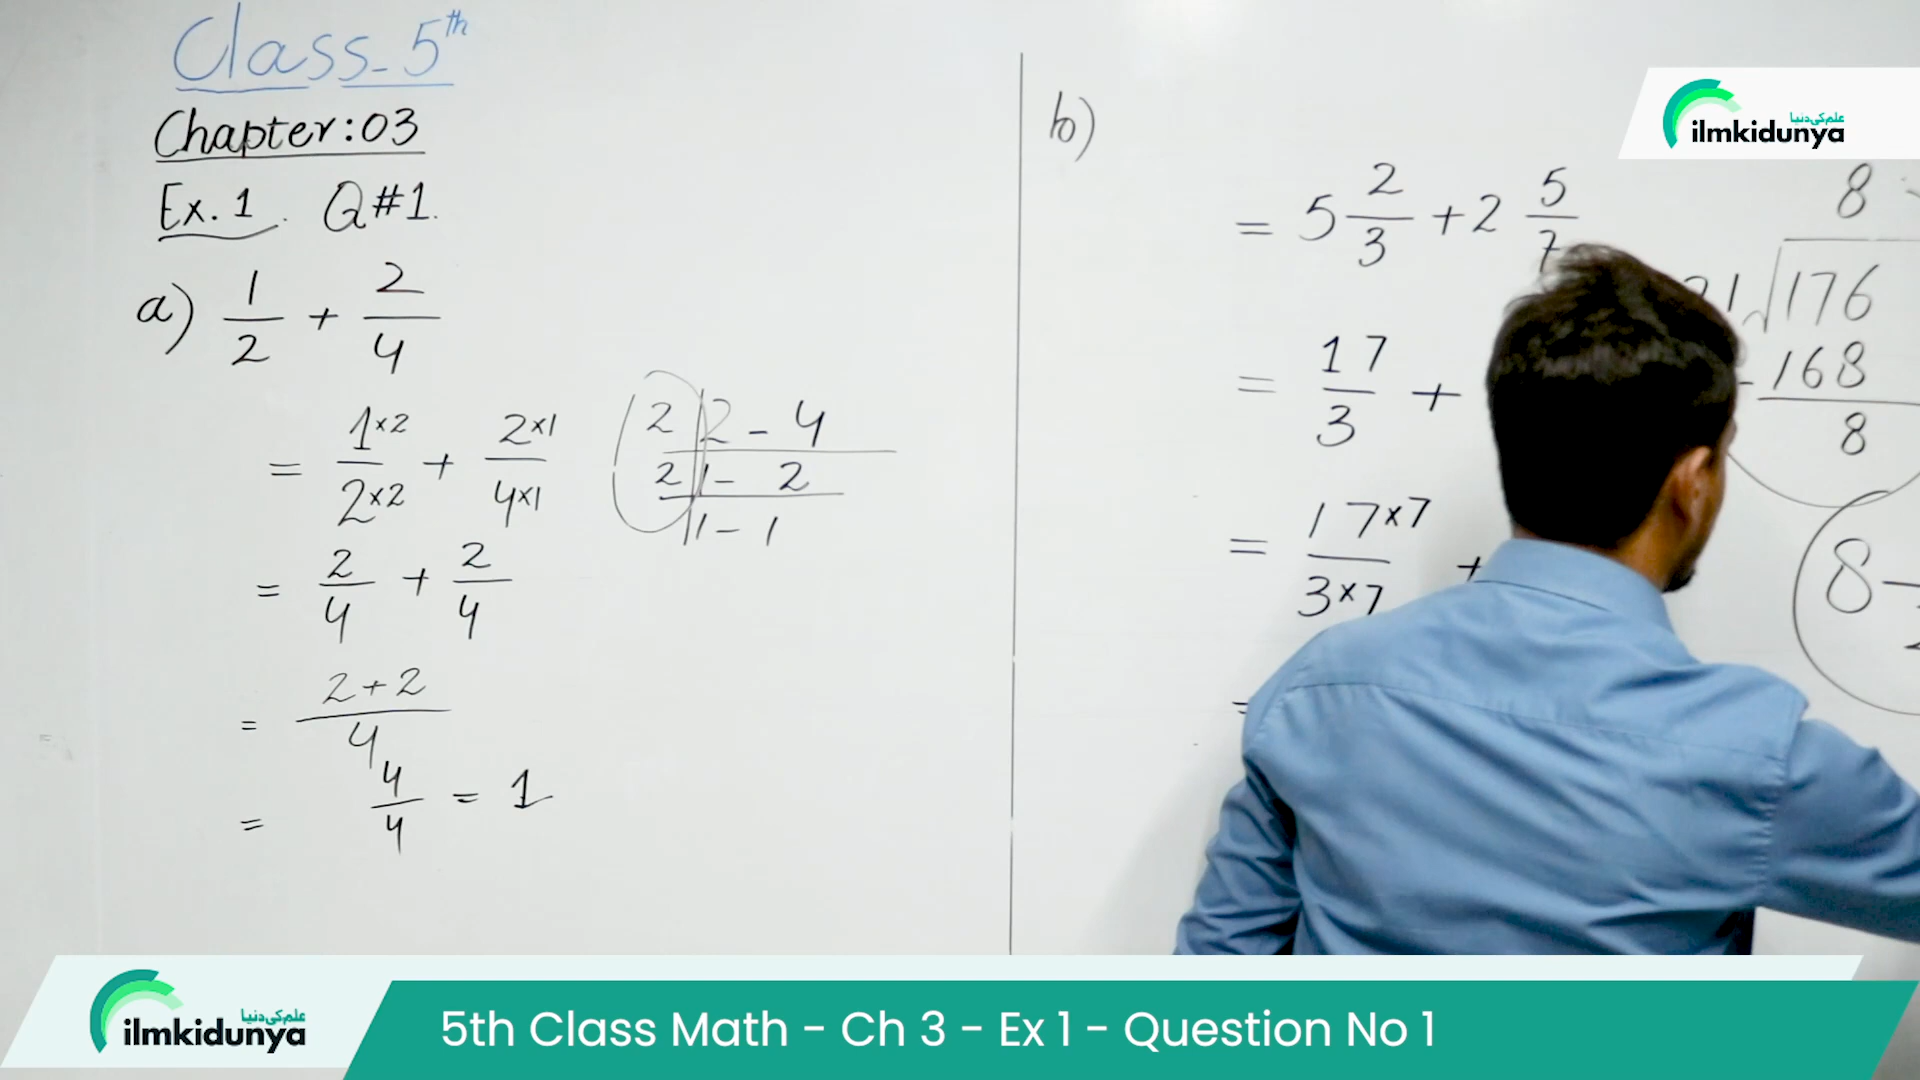 Class-5th
Chapter:03
Ex.1. Q#1.
a) 1/2 + 2/4
= 1×2/2×2 + 2×1/4×1
2 | 2 - 4
2 | 1 - 2
1 - 1
= 2/4 + 2/4
= 2+2/4
= 4/4 = 1
b)
= 5 2/3 + 2 5/7
= 17/3 +
= 17×7/3×7 +
=
8
21 √176
-168
8
8
علم کی دنیا
ilmkidunya
علم کی دنیا
ilmkidunya
5th Class Math - Ch 3 - Ex 1 - Question No 1